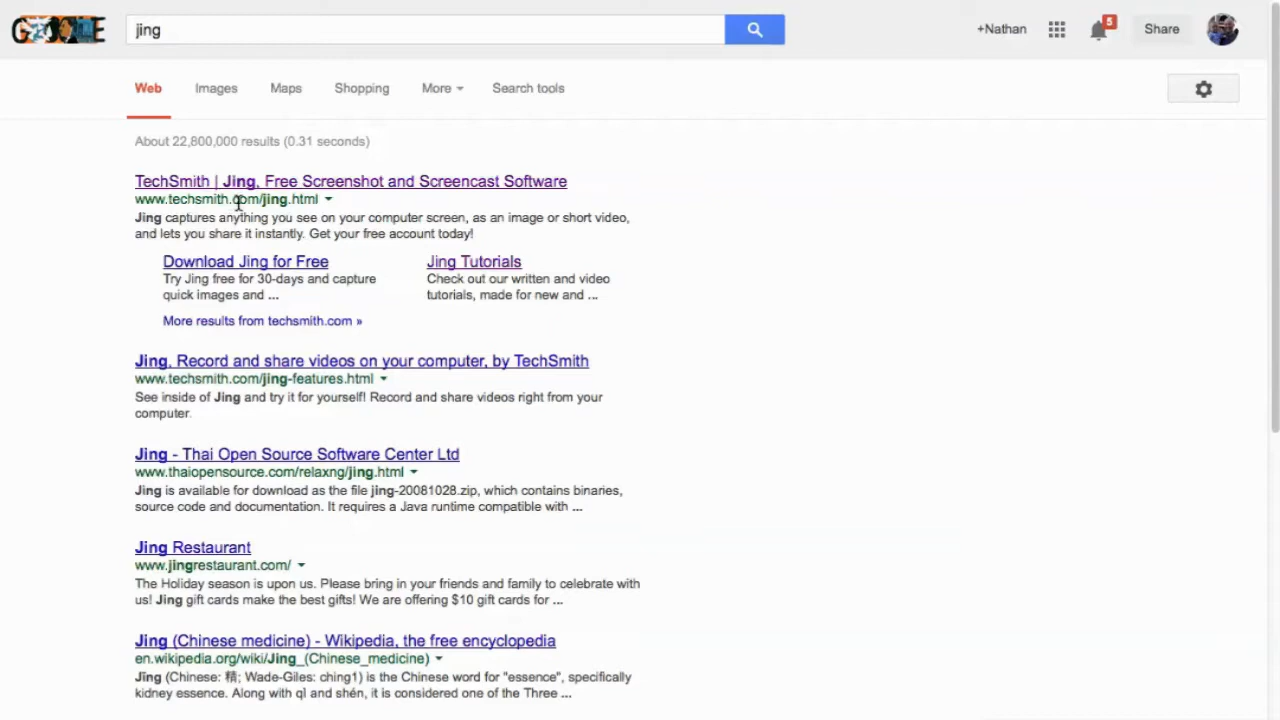 jing
+Nathan
5
Share
Web Images Maps Shopping More Search tools
About 22,800,000 results (0.31 seconds)
TechSmith | Jing, Free Screenshot and Screencast Software
www.techsmith.com/jing.html
Jing captures anything you see on your computer screen, as an image or short video,
and lets you share it instantly. Get your free account today!
Download Jing for Free
Try Jing free for 30-days and capture
quick images and ...
Jing Tutorials
Check out our written and video
tutorials, made for new and ...
More results from techsmith.com »
Jing, Record and share videos on your computer, by TechSmith
www.techsmith.com/jing-features.html
See inside of Jing and try it for yourself! Record and share videos right from your
computer.
Jing - Thai Open Source Software Center Ltd
www.thaiopensource.com/relaxng/jing.html
Jing is available for download as the file jing-20081028.zip, which contains binaries,
source code and documentation. It requires a Java runtime compatible with ...
Jing Restaurant
www.jingrestaurant.com/
The Holiday season is upon us. Please bring in your friends and family to celebrate with
us! Jing gift cards make the best gifts! We are offering $10 gift cards for ...
Jing (Chinese medicine) - Wikipedia, the free encyclopedia
en.wikipedia.org/wiki/Jing_(Chinese_medicine)
Jīng (Chinese: 精; Wade-Giles: ching1) is the Chinese word for "essence", specifically
kidney essence. Along with qì and shén, it is considered one of the Three ...